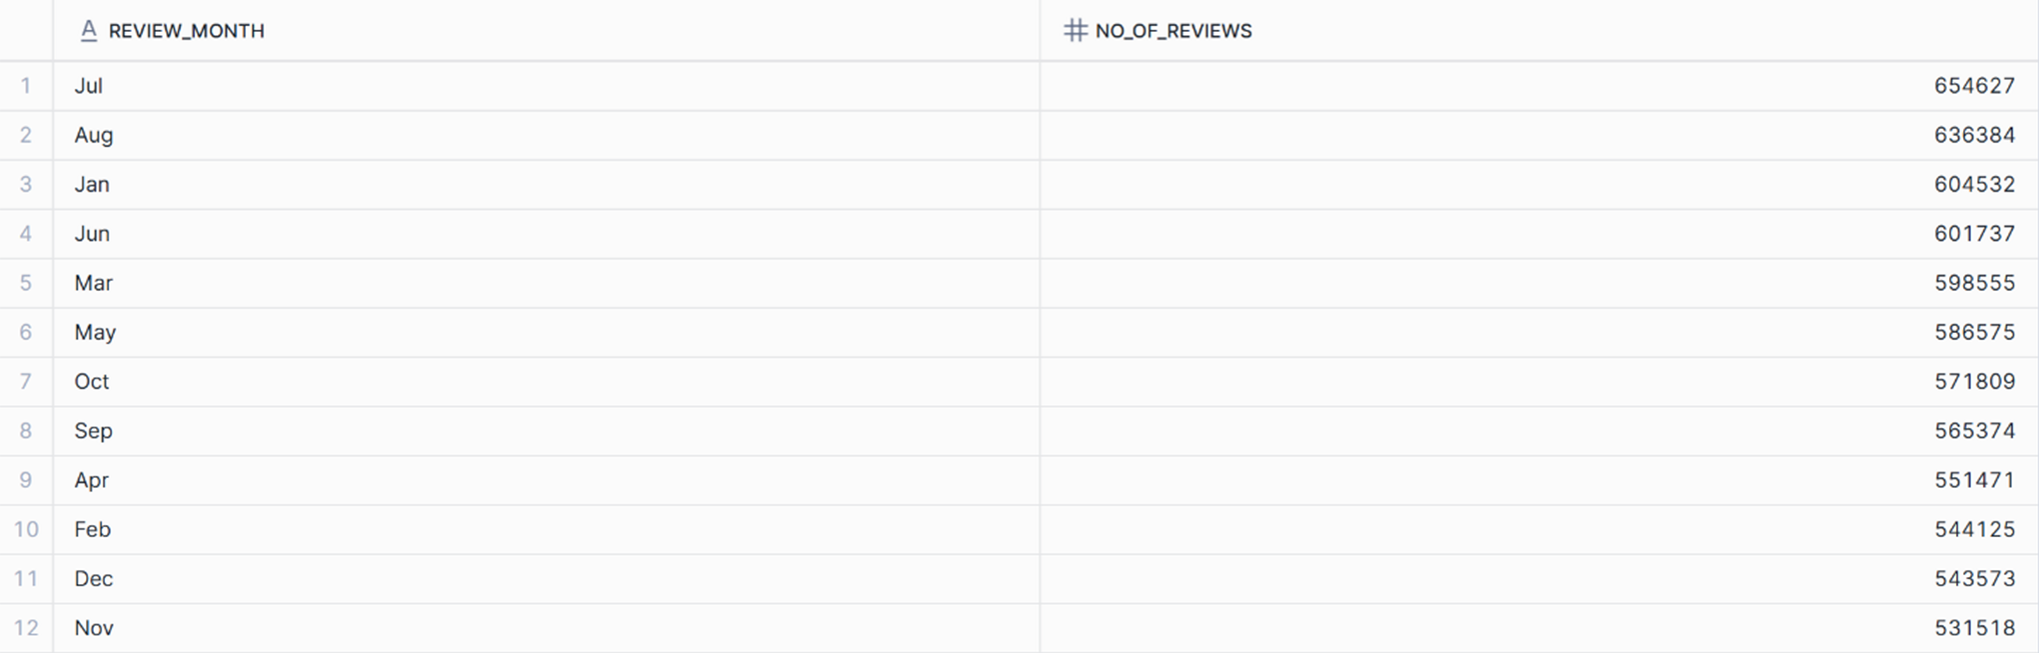 A REVIEW_MONTH # NO_OF_REVIEWS
1 Jul 654627
2 Aug 636384
3 Jan 604532
4 Jun 601737
5 Mar 598555
6 May 586575
7 Oct 571809
8 Sep 565374
9 Apr 551471
10 Feb 544125
11 Dec 543573
12 Nov 531518